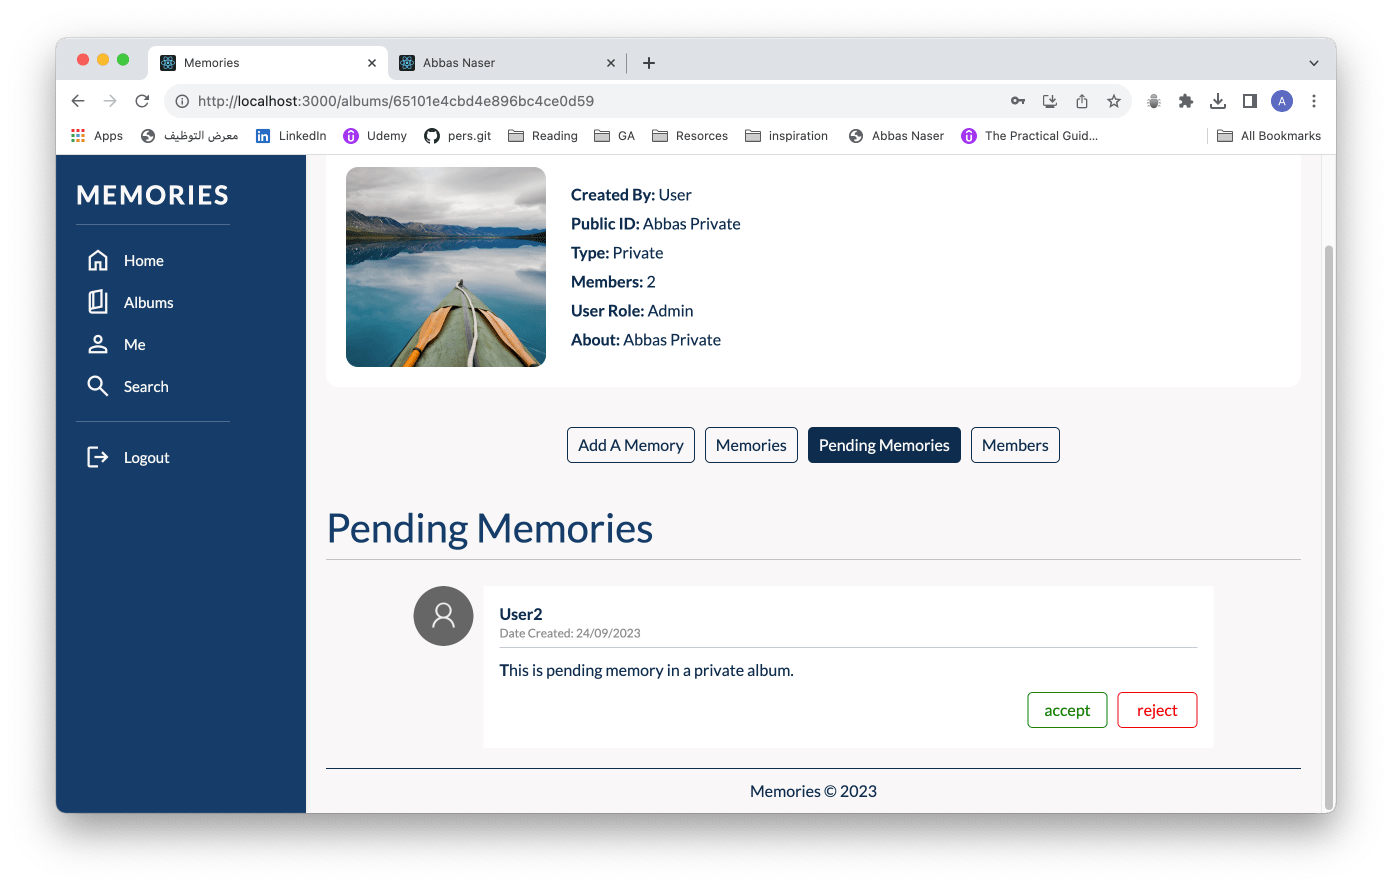 Memories
Abbas Naser
http://localhost:3000/albums/65101e4cbd4e896bc4ce0d59
A
Apps
معرض التوظيف
LinkedIn
Udemy
pers.git
Reading
GA
Resorces
inspiration
Abbas Naser
The Practical Guid...
All Bookmarks
MEMORIES
Home
Albums
Me
Search
Logout
Created By: User
Public ID: Abbas Private
Type: Private
Members: 2
User Role: Admin
About: Abbas Private
Add A Memory
Memories
Pending Memories
Members
Pending Memories
User2
Date Created: 24/09/2023
This is pending memory in a private album.
accept
reject
Memories © 2023